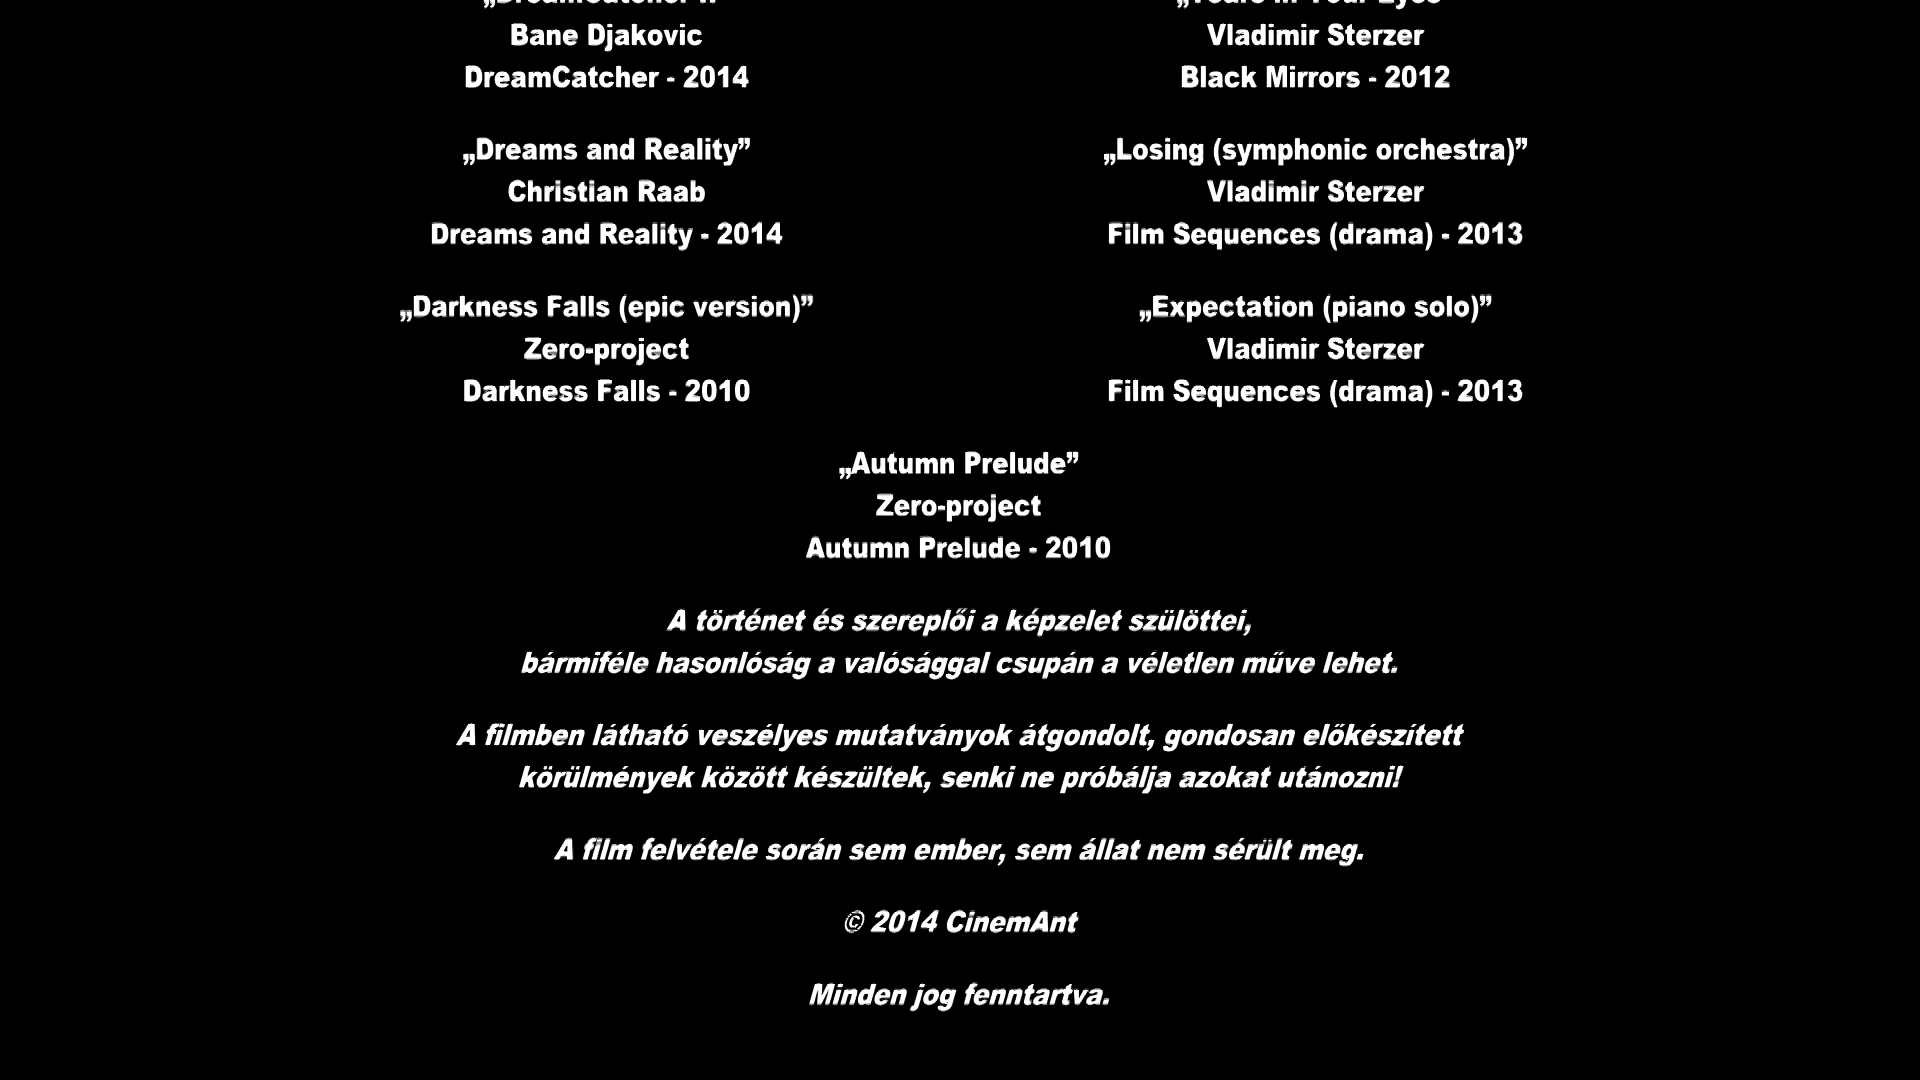 Bane Djakovic
DreamCatcher - 2014
Vladimir Sterzer
Black Mirrors - 2012
„Dreams and Reality”
Christian Raab
Dreams and Reality - 2014
„Losing (symphonic orchestra)”
Vladimir Sterzer
Film Sequences (drama) - 2013
„Darkness Falls (epic version)”
Zero-project
Darkness Falls - 2010
„Expectation (piano solo)”
Vladimir Sterzer
Film Sequences (drama) - 2013
„Autumn Prelude”
Zero-project
Autumn Prelude - 2010
A történet és szereplői a képzelet szülöttei,
bármiféle hasonlóság a valósággal csupán a véletlen műve lehet.
A filmben látható veszélyes mutatványok átgondolt, gondosan előkészített
körülmények között készültek, senki ne próbálja azokat utánozni!
A film felvétele során sem ember, sem állat nem sérült meg.
© 2014 CinemAnt
Minden jog fenntartva.